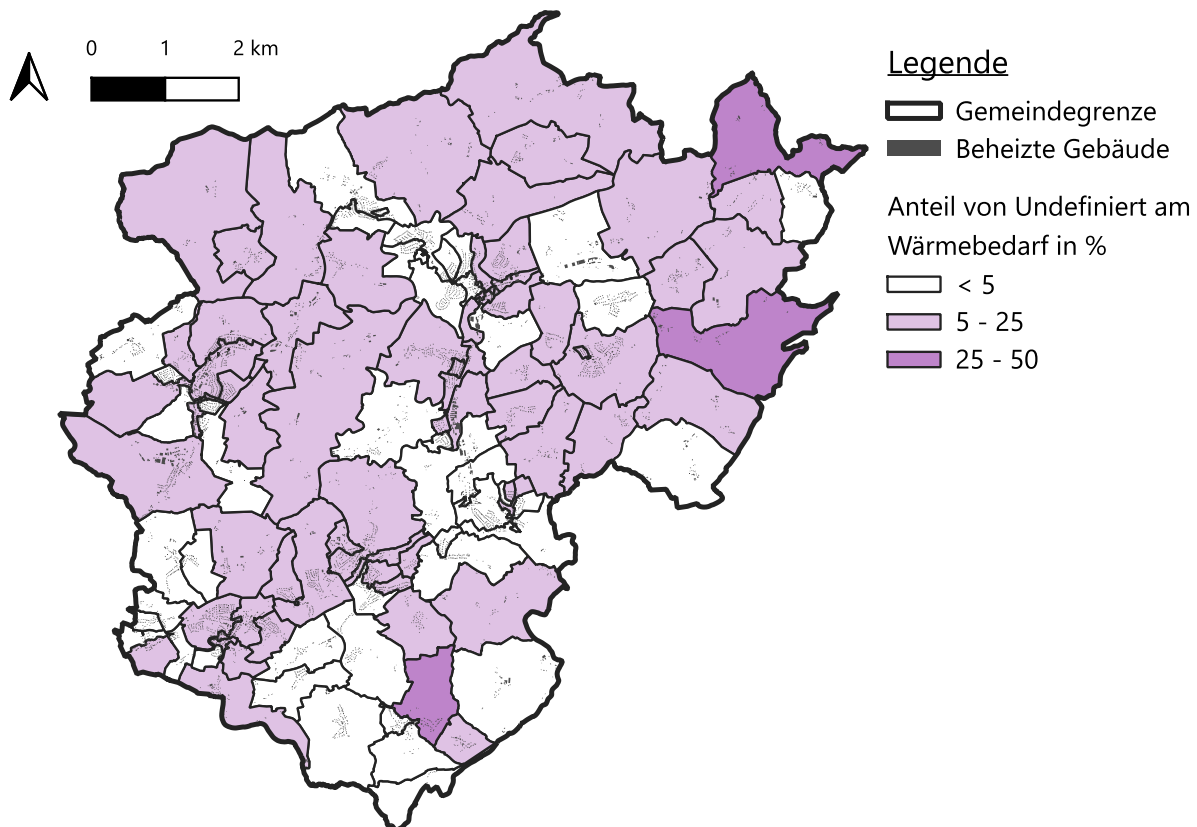 0 1 2 km
Legende
Gemeindegrenze
Beheizte Gebäude
Anteil von Undefiniert am
Wärmebedarf in %
< 5
5 - 25
25 - 50